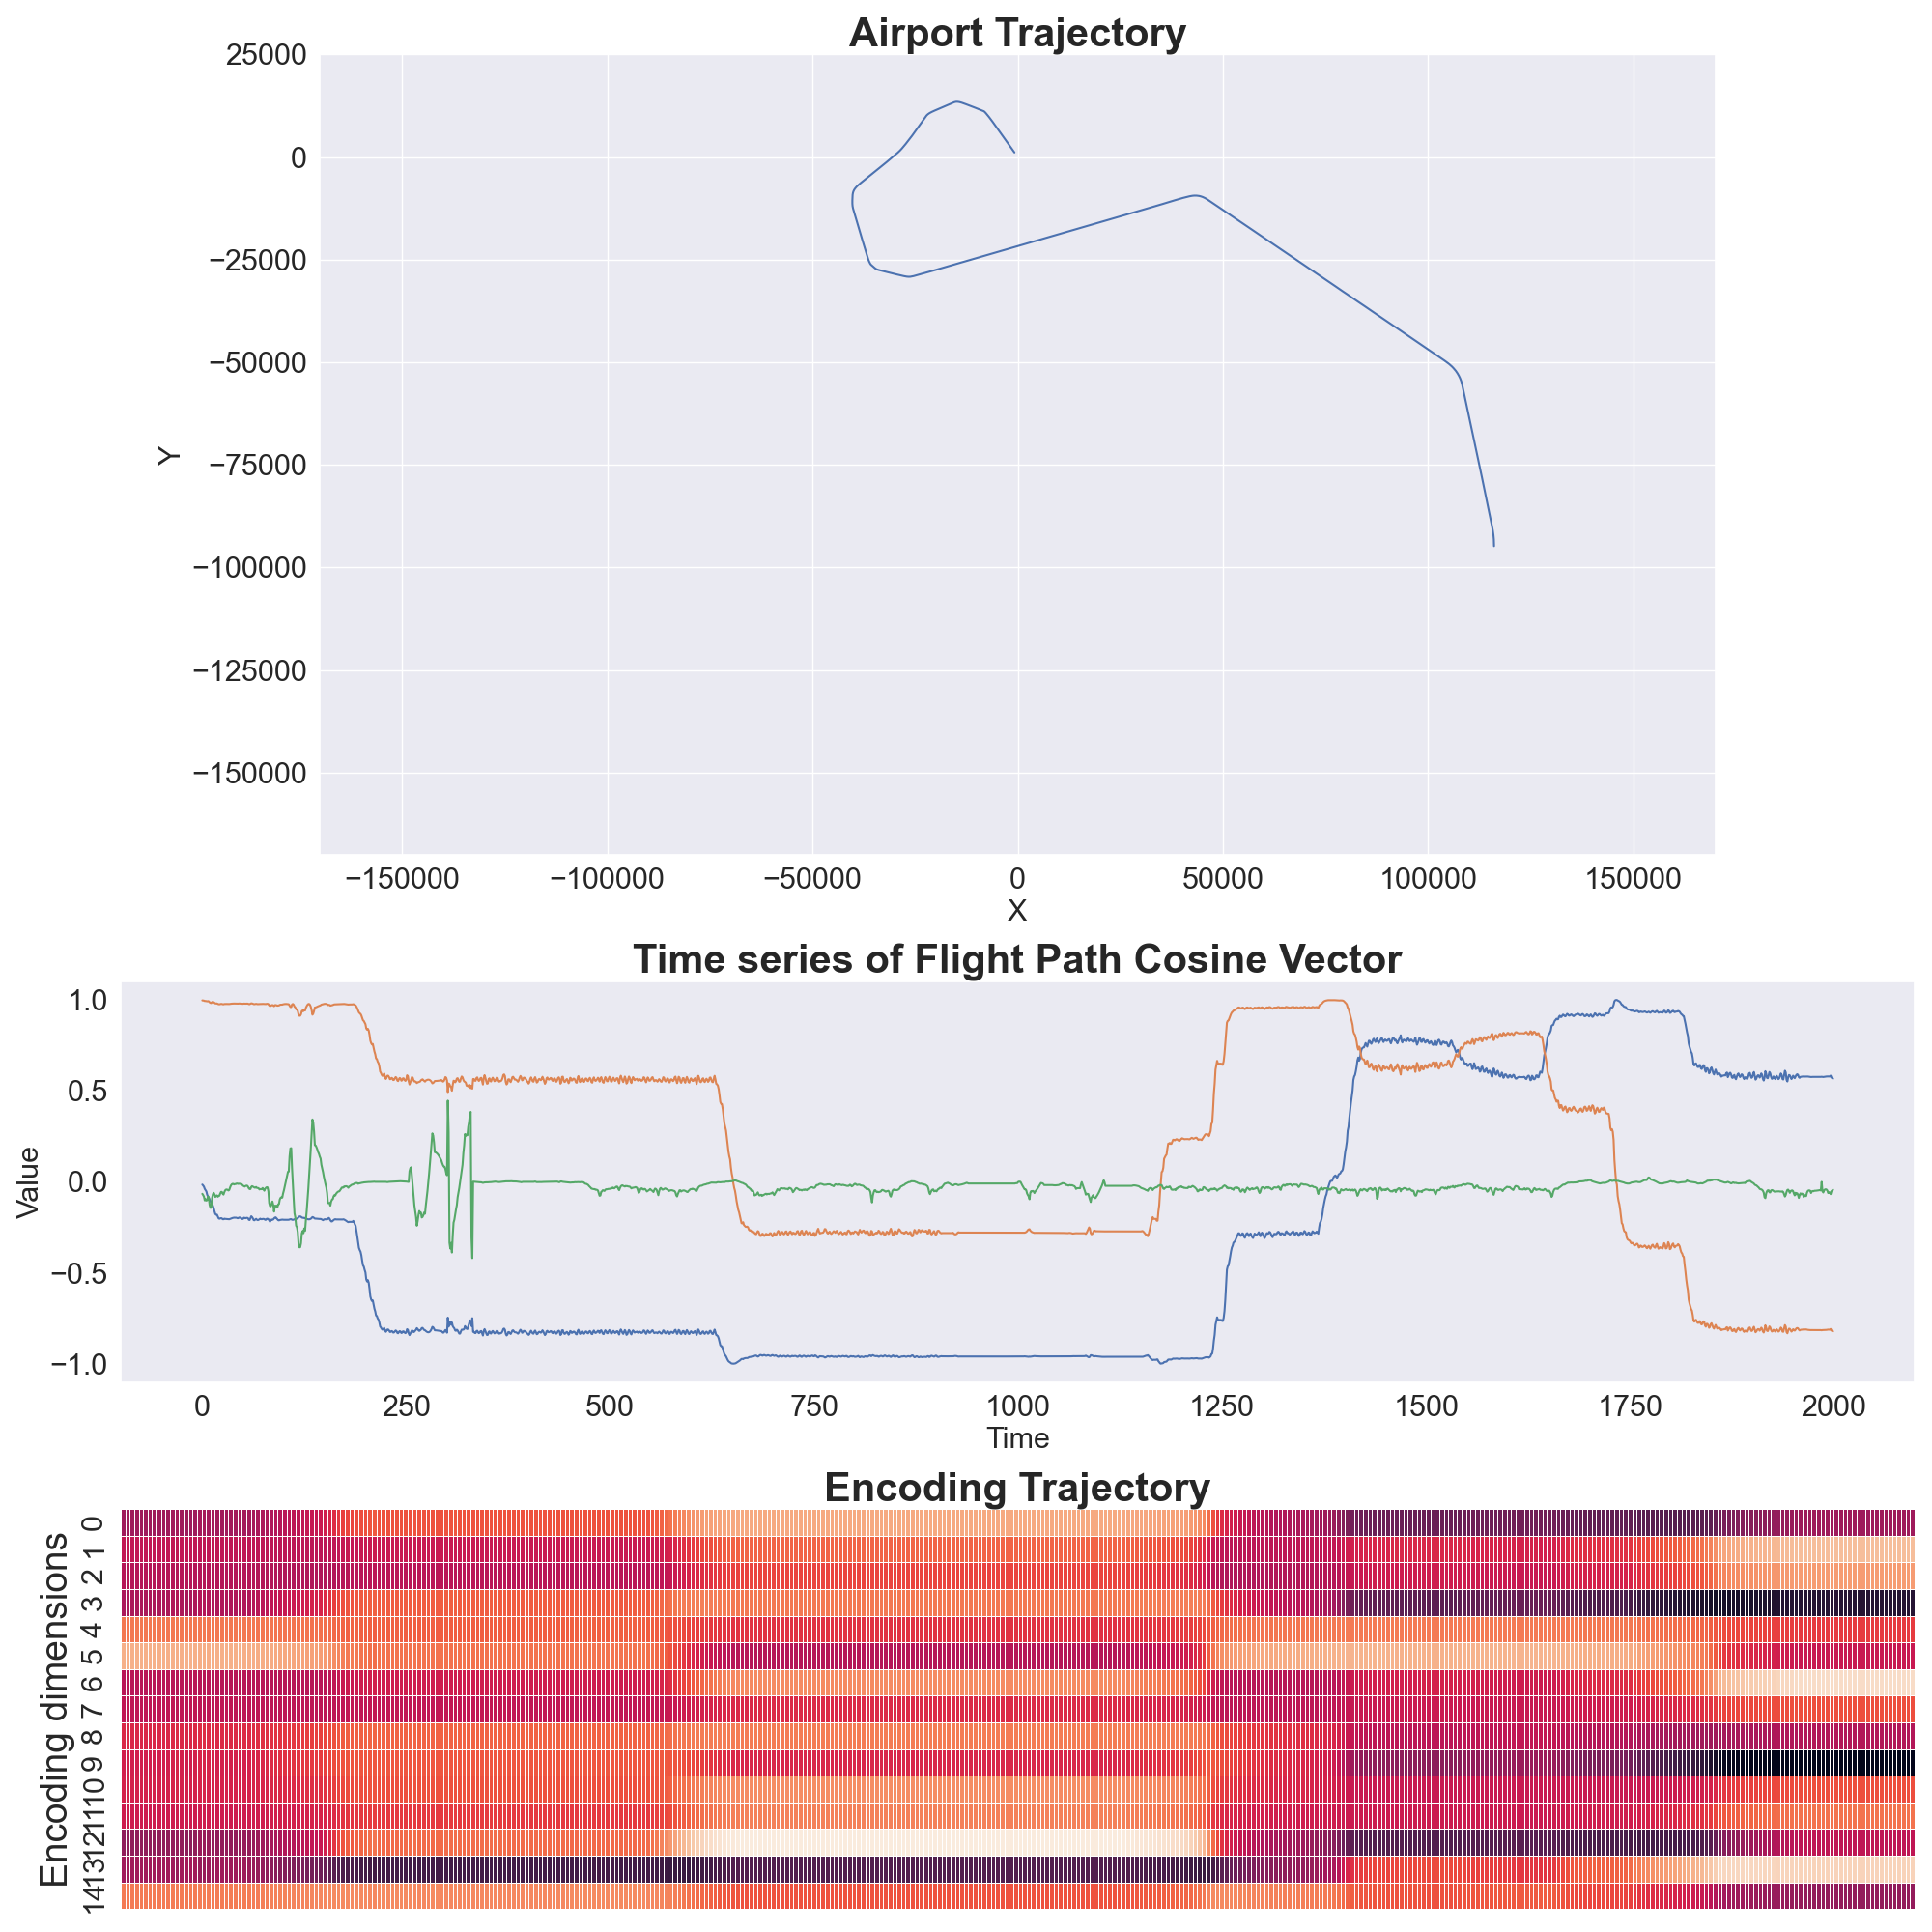 Airport Trajectory
25000
0
−25000
−50000
−75000
−100000
−125000
−150000
Y
−150000 −100000 −50000 0 50000 100000 150000
X
Time series of Flight Path Cosine Vector
1.0
0.5
0.0
−0.5
−1.0
Value
0 250 500 750 1000 1250 1500 1750 2000
Time
Encoding Trajectory
Encoding dimensions
0
1
2
3
4
5
6
7
8
9
10
11
12
13
14